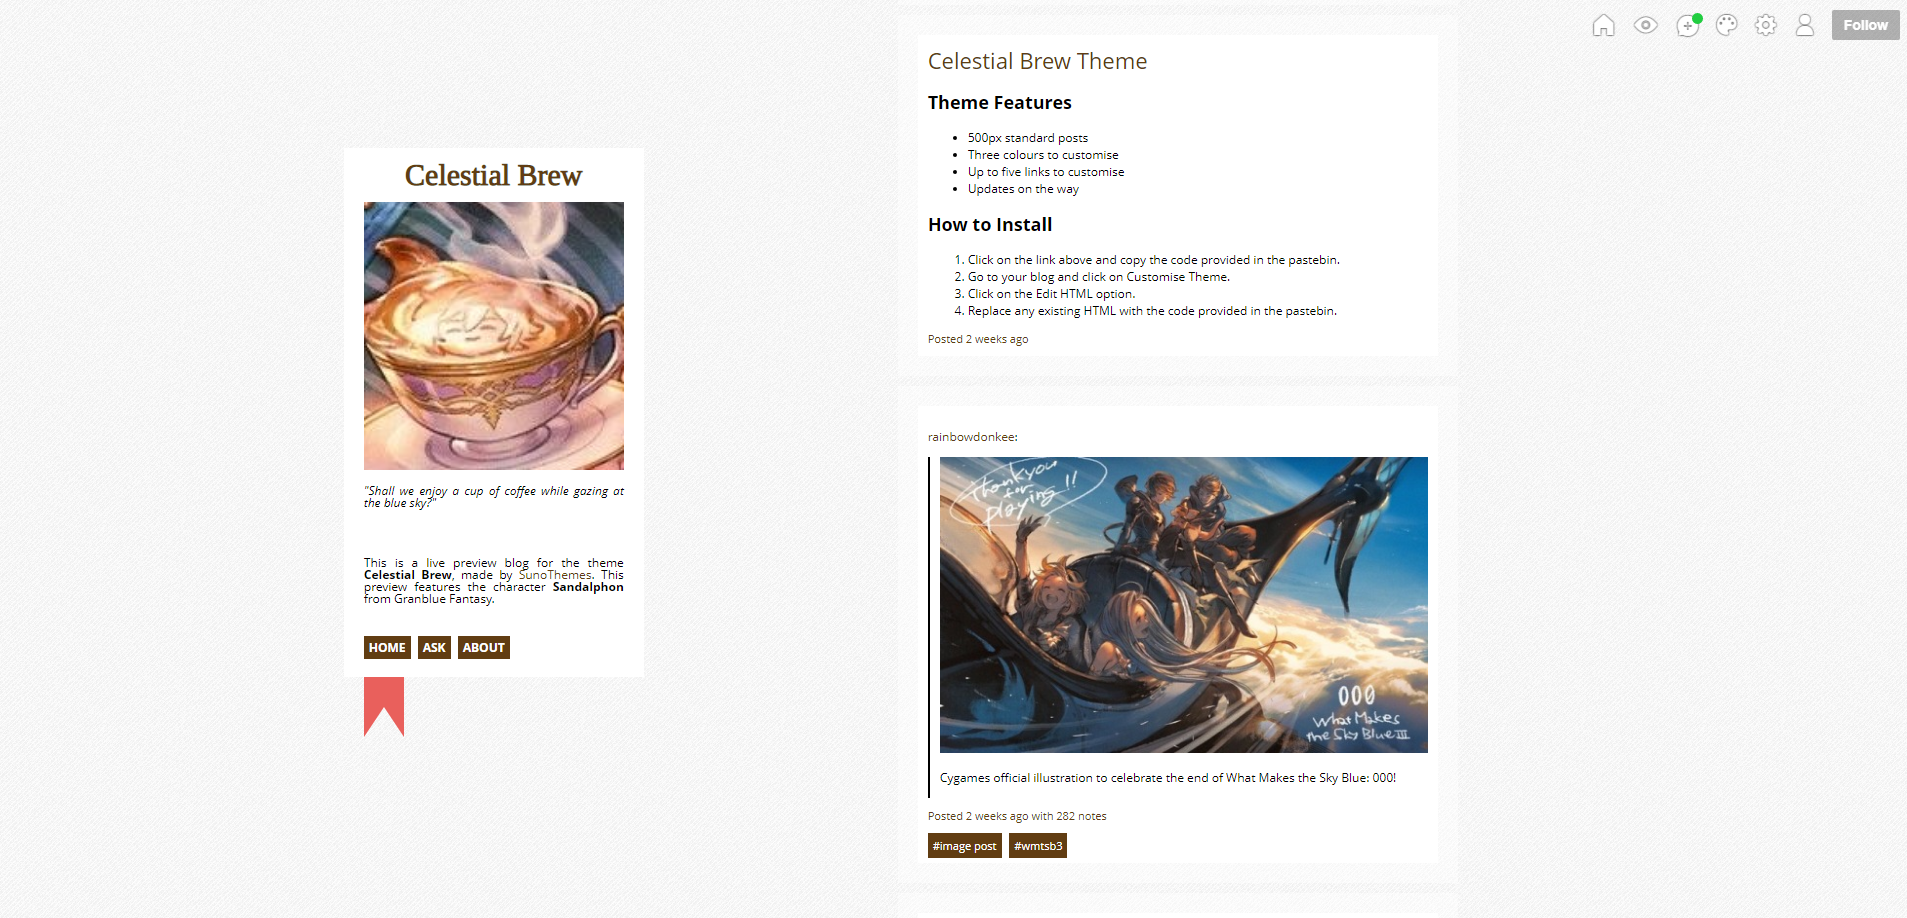 Follow
Celestial Brew
"Shall we enjoy a cup of coffee while gazing at
the blue sky?"
This is a live preview blog for the theme
Celestial Brew, made by SunoThemes. This
preview features the character Sandalphon
from Granblue Fantasy.
HOME ASK ABOUT
Celestial Brew Theme
Theme Features
• 500px standard posts
• Three colours to customise
• Up to five links to customise
• Updates on the way
How to Install
1. Click on the link above and copy the code provided in the pastebin.
2. Go to your blog and click on Customise Theme.
3. Click on the Edit HTML option.
4. Replace any existing HTML with the code provided in the pastebin.
Posted 2 weeks ago
rainbowdonkee:
Thankyou
for
playing!!
000
What Makes
the Sky Blue III
Cygames official illustration to celebrate the end of What Makes the Sky Blue: 000!
Posted 2 weeks ago with 282 notes
#image post #wmtsb3